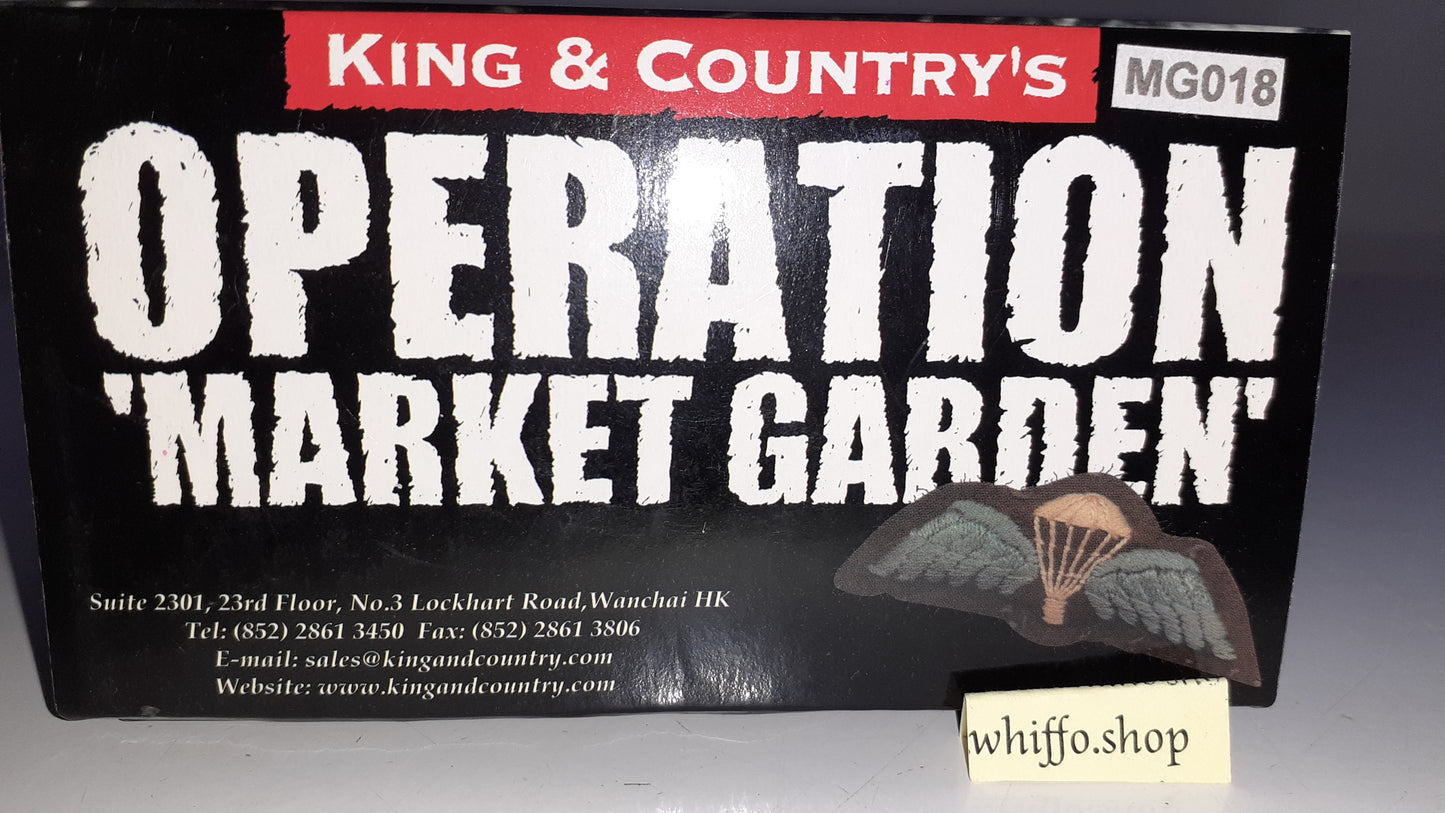 KING & COUNTRY'S
MG018
OPERATION
'MARKET GARDEN'
Suite 2301, 23rd Floor, No.3 Lockhart Road,Wanchai HK
Tel: (852) 2861 3450 Fax: (852) 2861 3806
E-mail: sales@kingandcountry.com
Website: www.kingandcountry.com
whiffo.shop